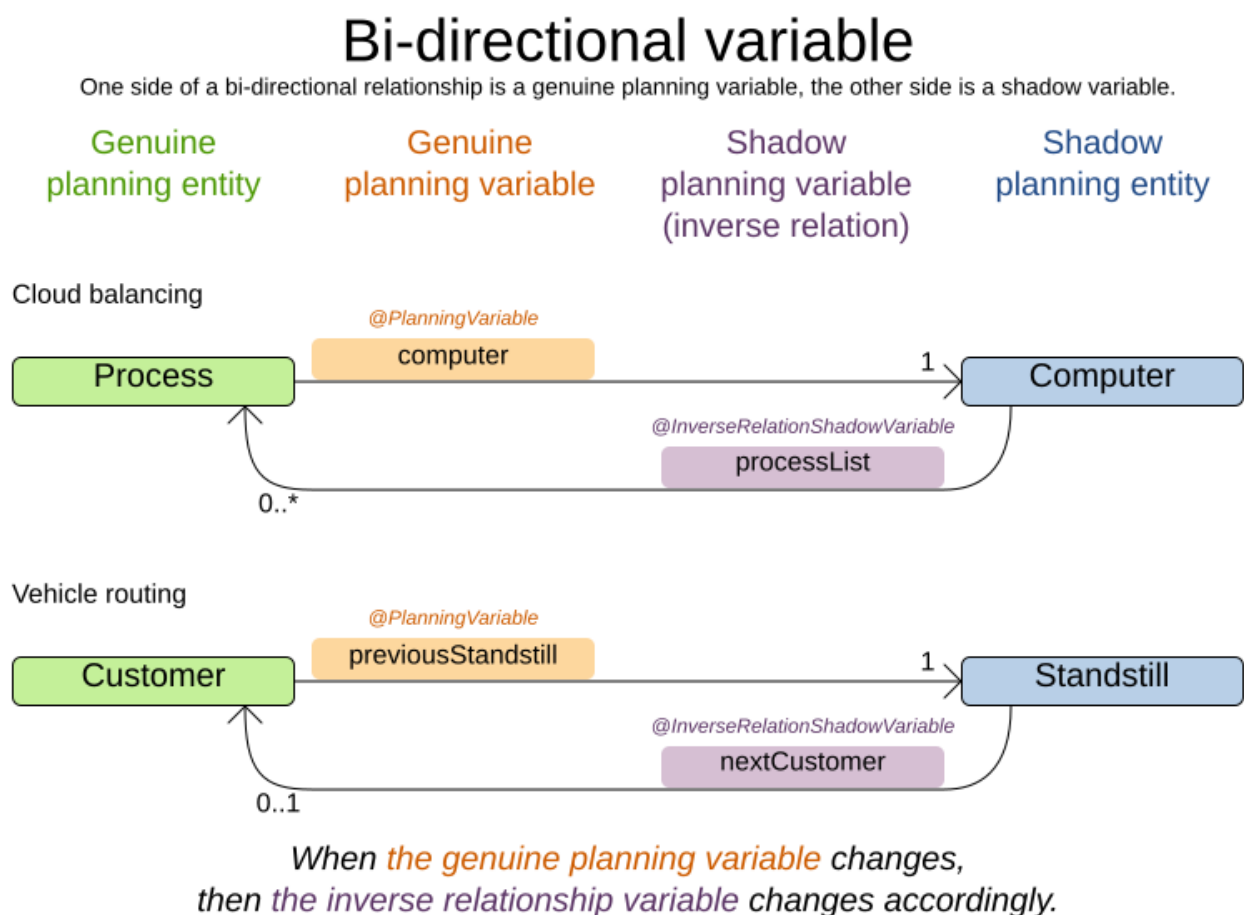 Bi-directional variable
One side of a bi-directional relationship is a genuine planning variable, the other side is a shadow variable.
Genuine
planning entity
Genuine
planning variable
Shadow
planning variable
(inverse relation)
Shadow
planning entity
Cloud balancing
@PlanningVariable
computer
Process
1
Computer
@InverseRelationShadowVariable
processList
0..*
Vehicle routing
@PlanningVariable
previousStandstill
Customer
1
Standstill
@InverseRelationShadowVariable
nextCustomer
0..1
When the genuine planning variable changes,
then the inverse relationship variable changes accordingly.